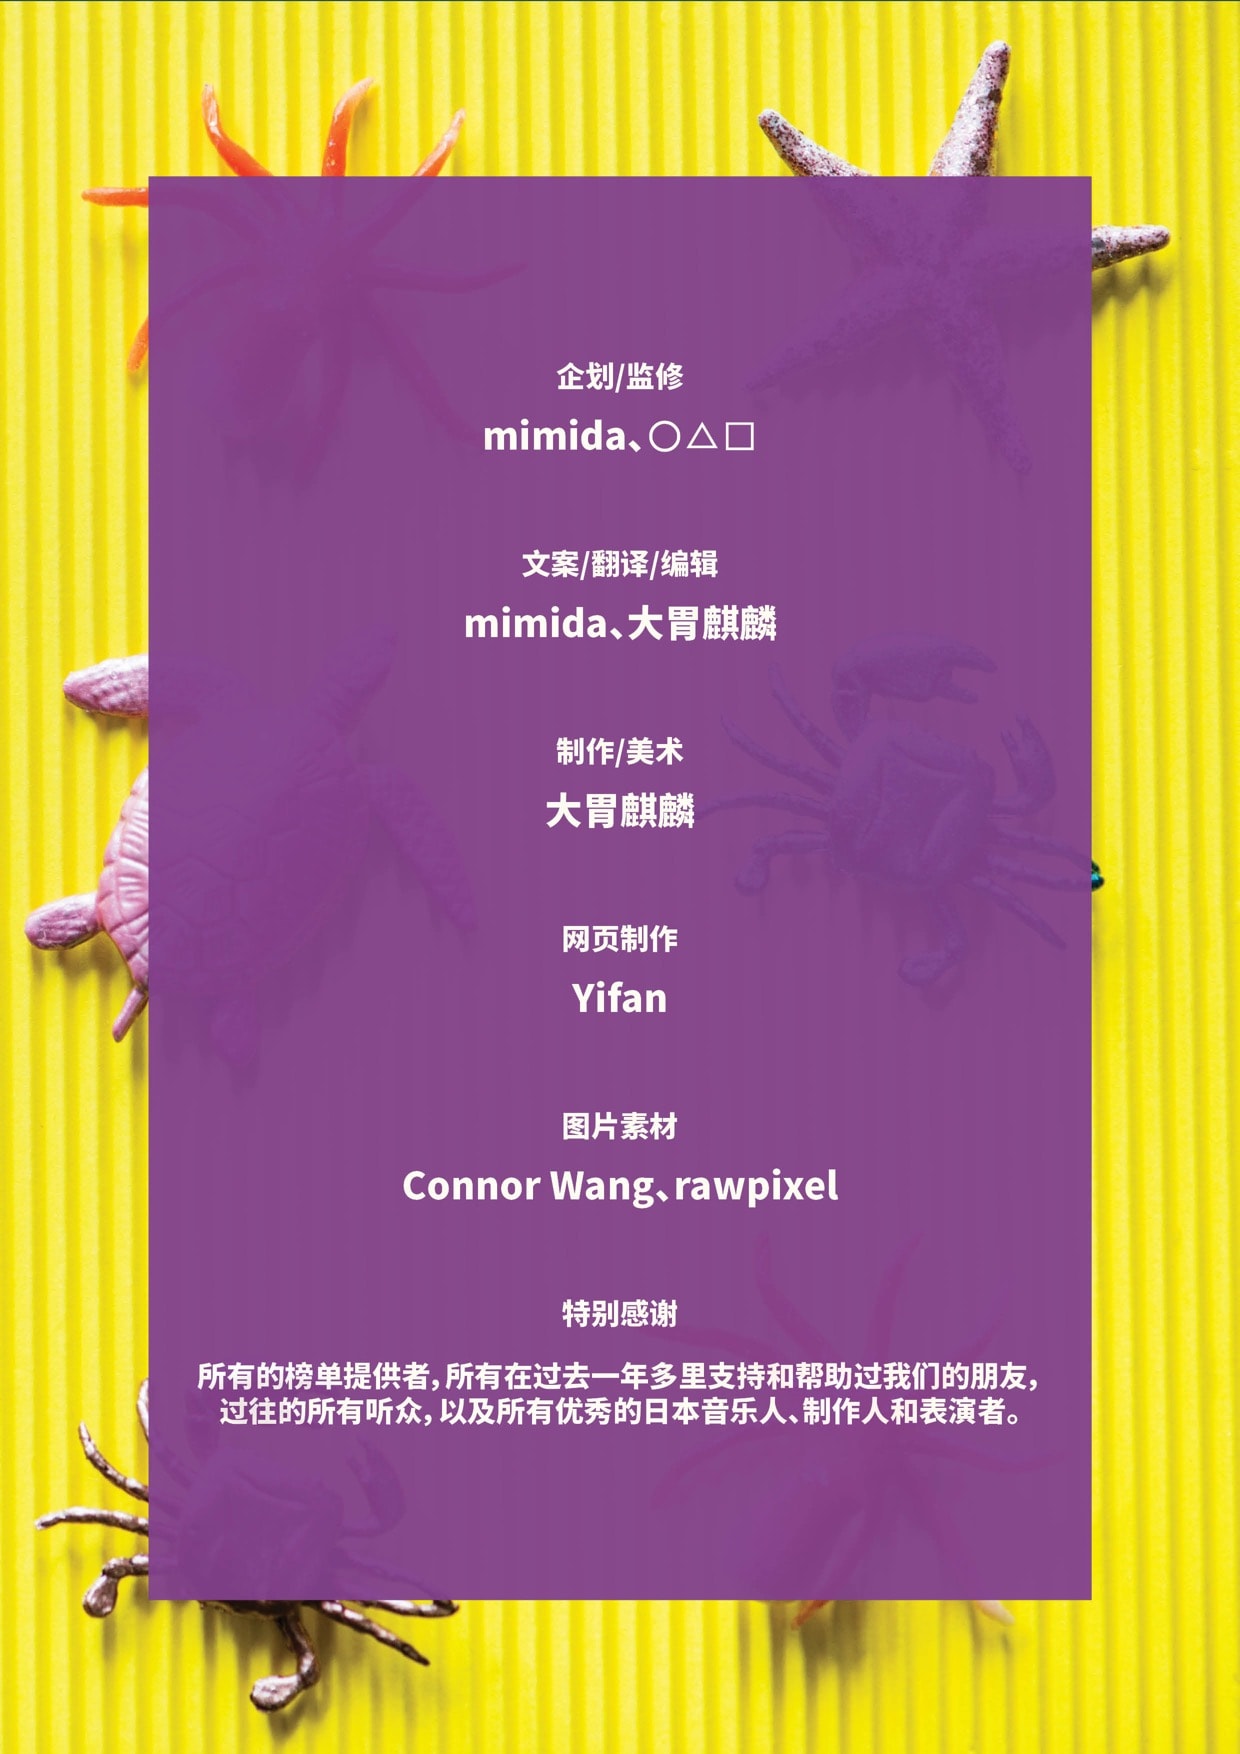 企划/监修
mimida、○△□
文案/翻译/编辑
mimida、大胃麒麟
制作/美术
大胃麒麟
网页制作
Yifan
图片素材
Connor Wang、rawpixel
特别感谢
所有的榜单提供者，所有在过去一年多里支持和帮助过我们的朋友，
过往的所有听众，以及所有优秀的日本音乐人、制作人和表演者。